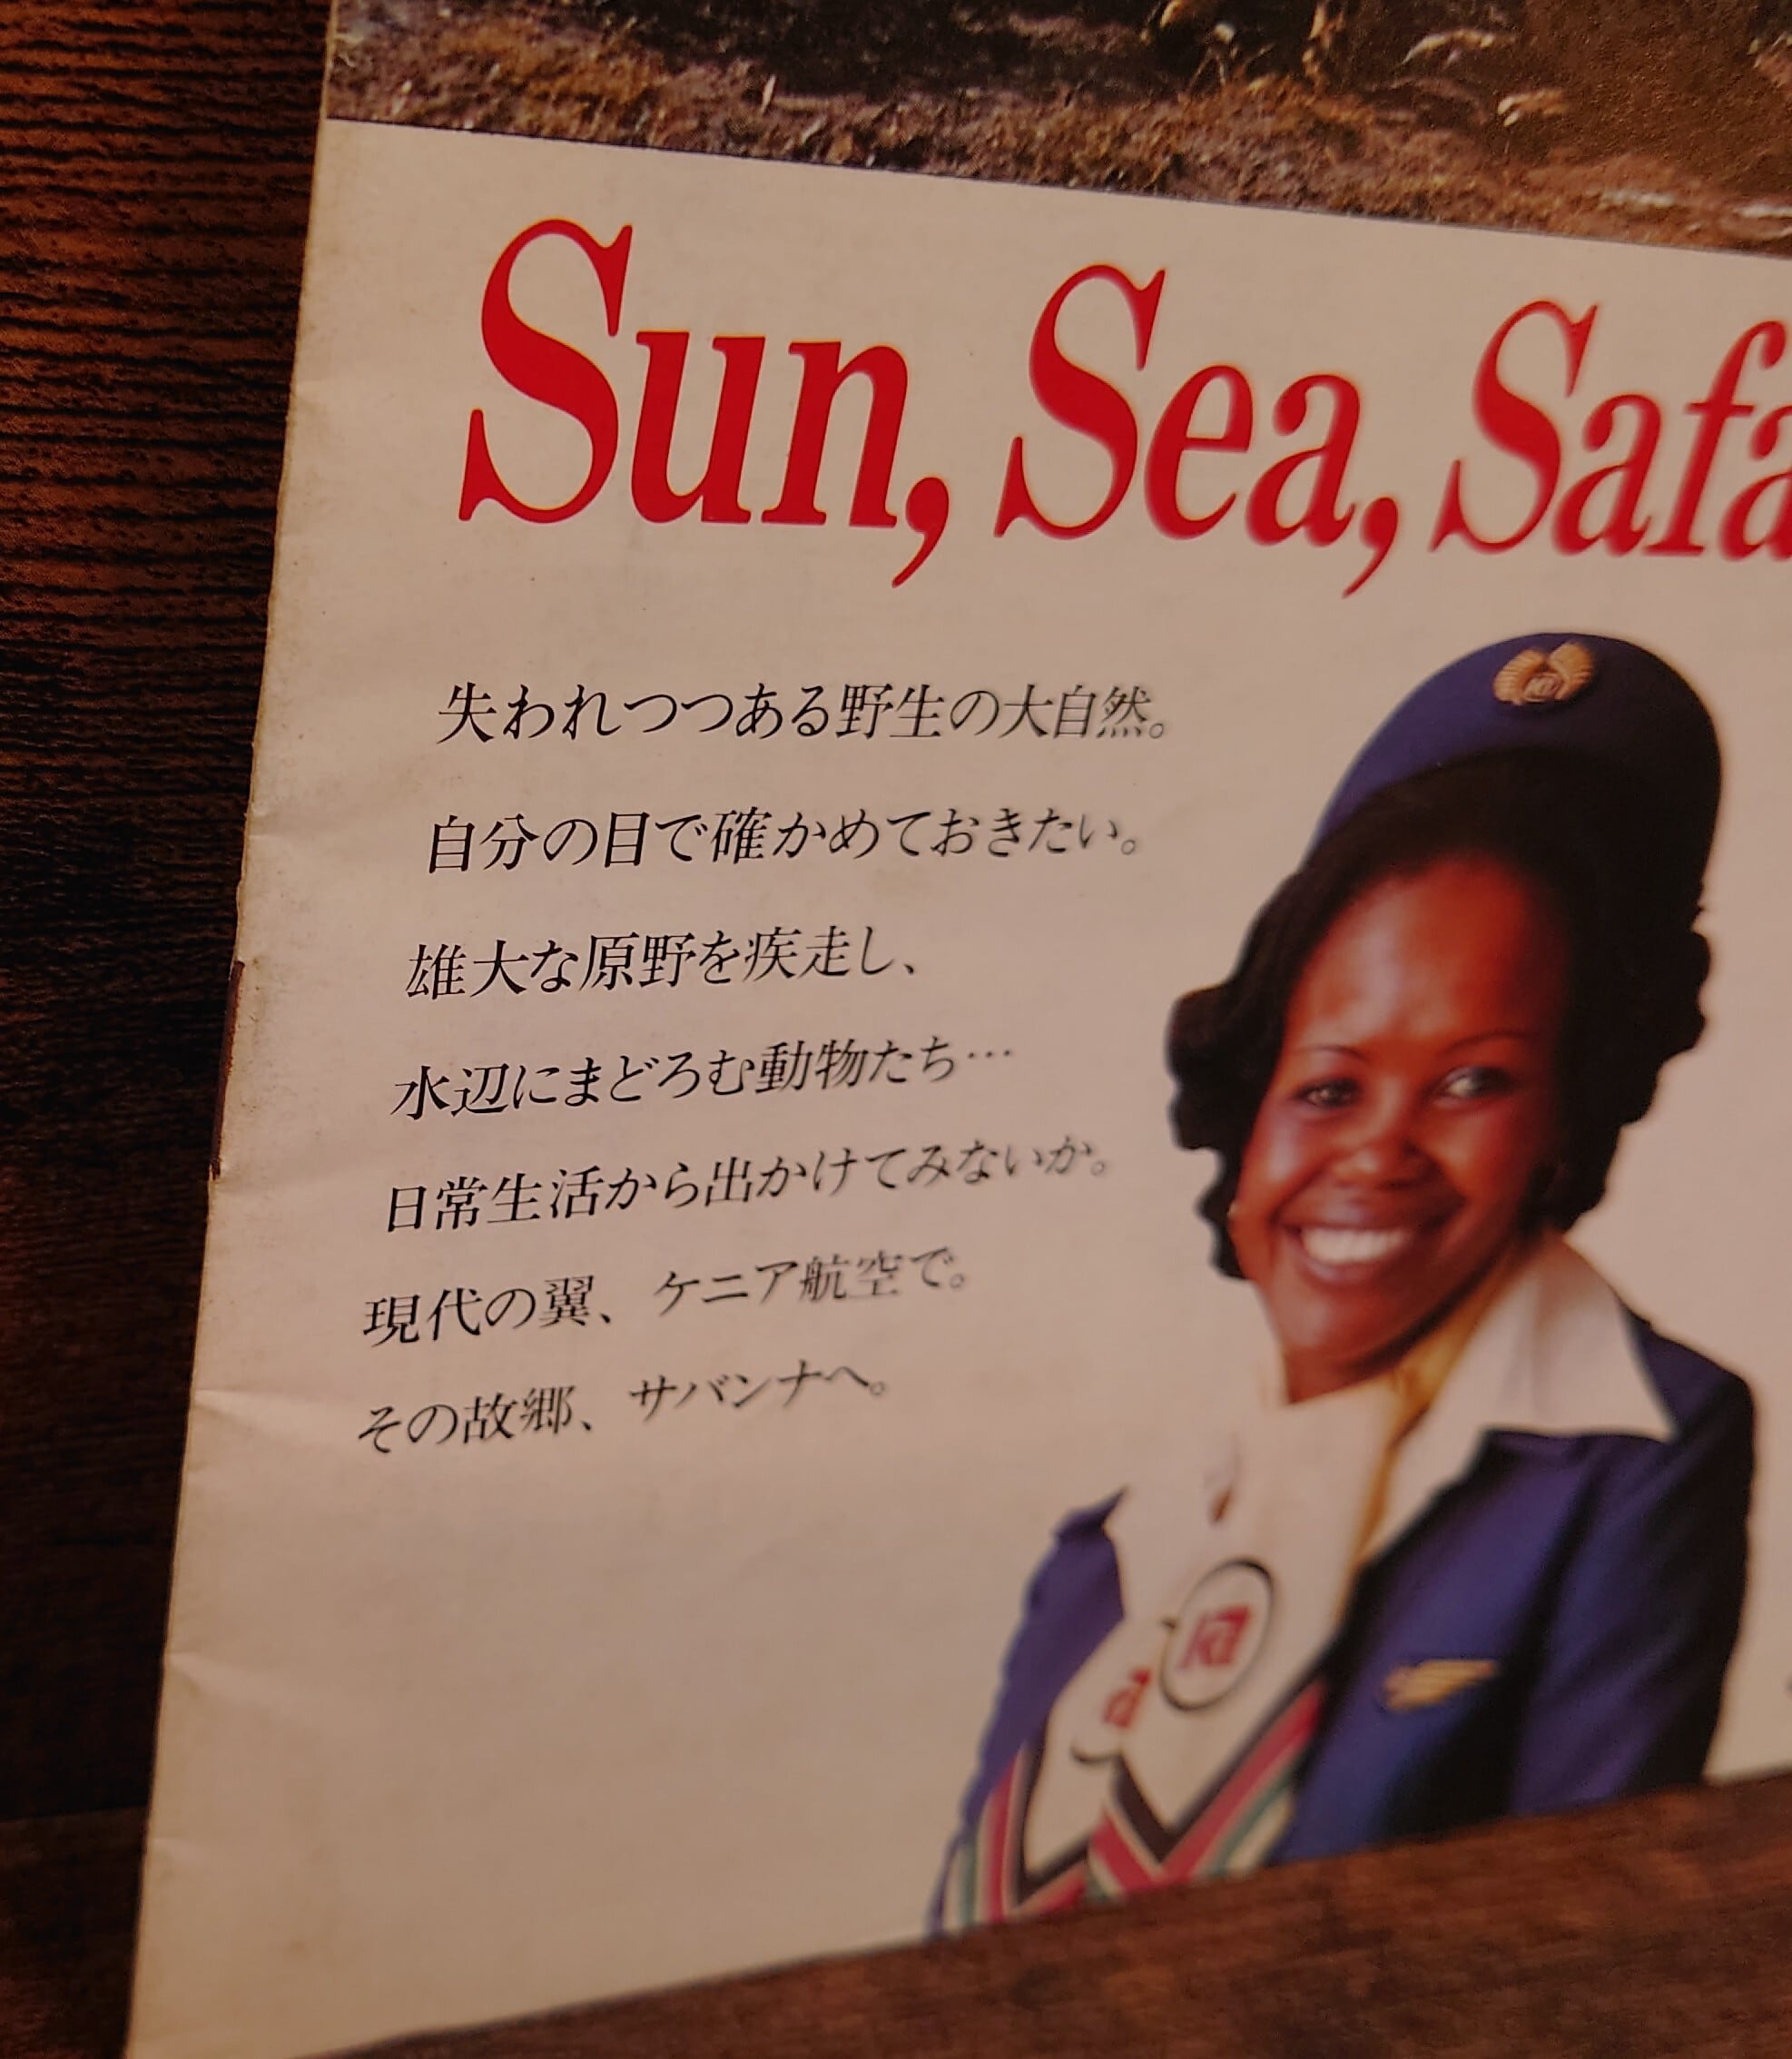 Sun, Sea, Safa
失われつつある野生の大自然。
自分の目で確かめておきたい。
雄大な原野を疾走し、
水辺にまどろむ動物たち…
日常生活から出かけてみないか。
現代の翼、ケニア航空で。
その故郷、サバンナへ。